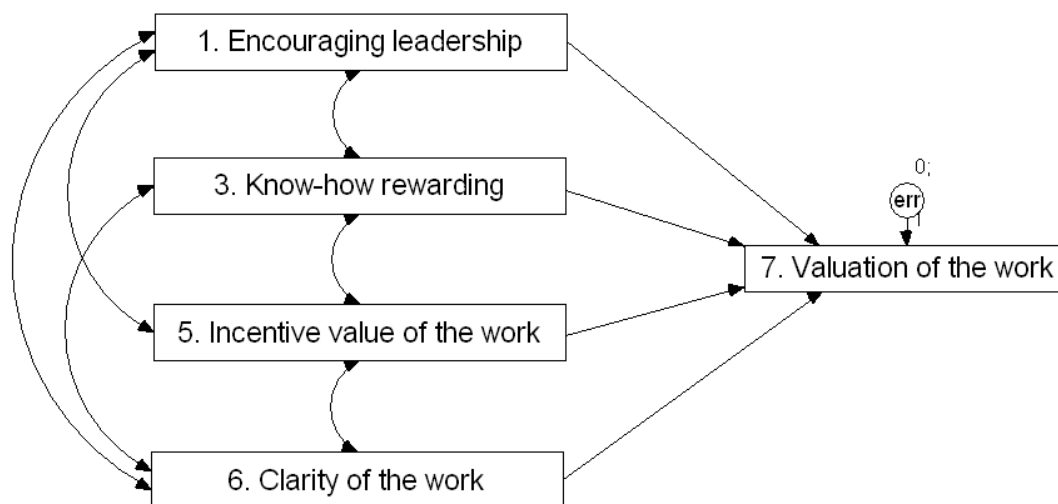 1. Encouraging leadership
3. Know-how rewarding
0;
err
1
7. Valuation of the work
5. Incentive value of the work
6. Clarity of the work